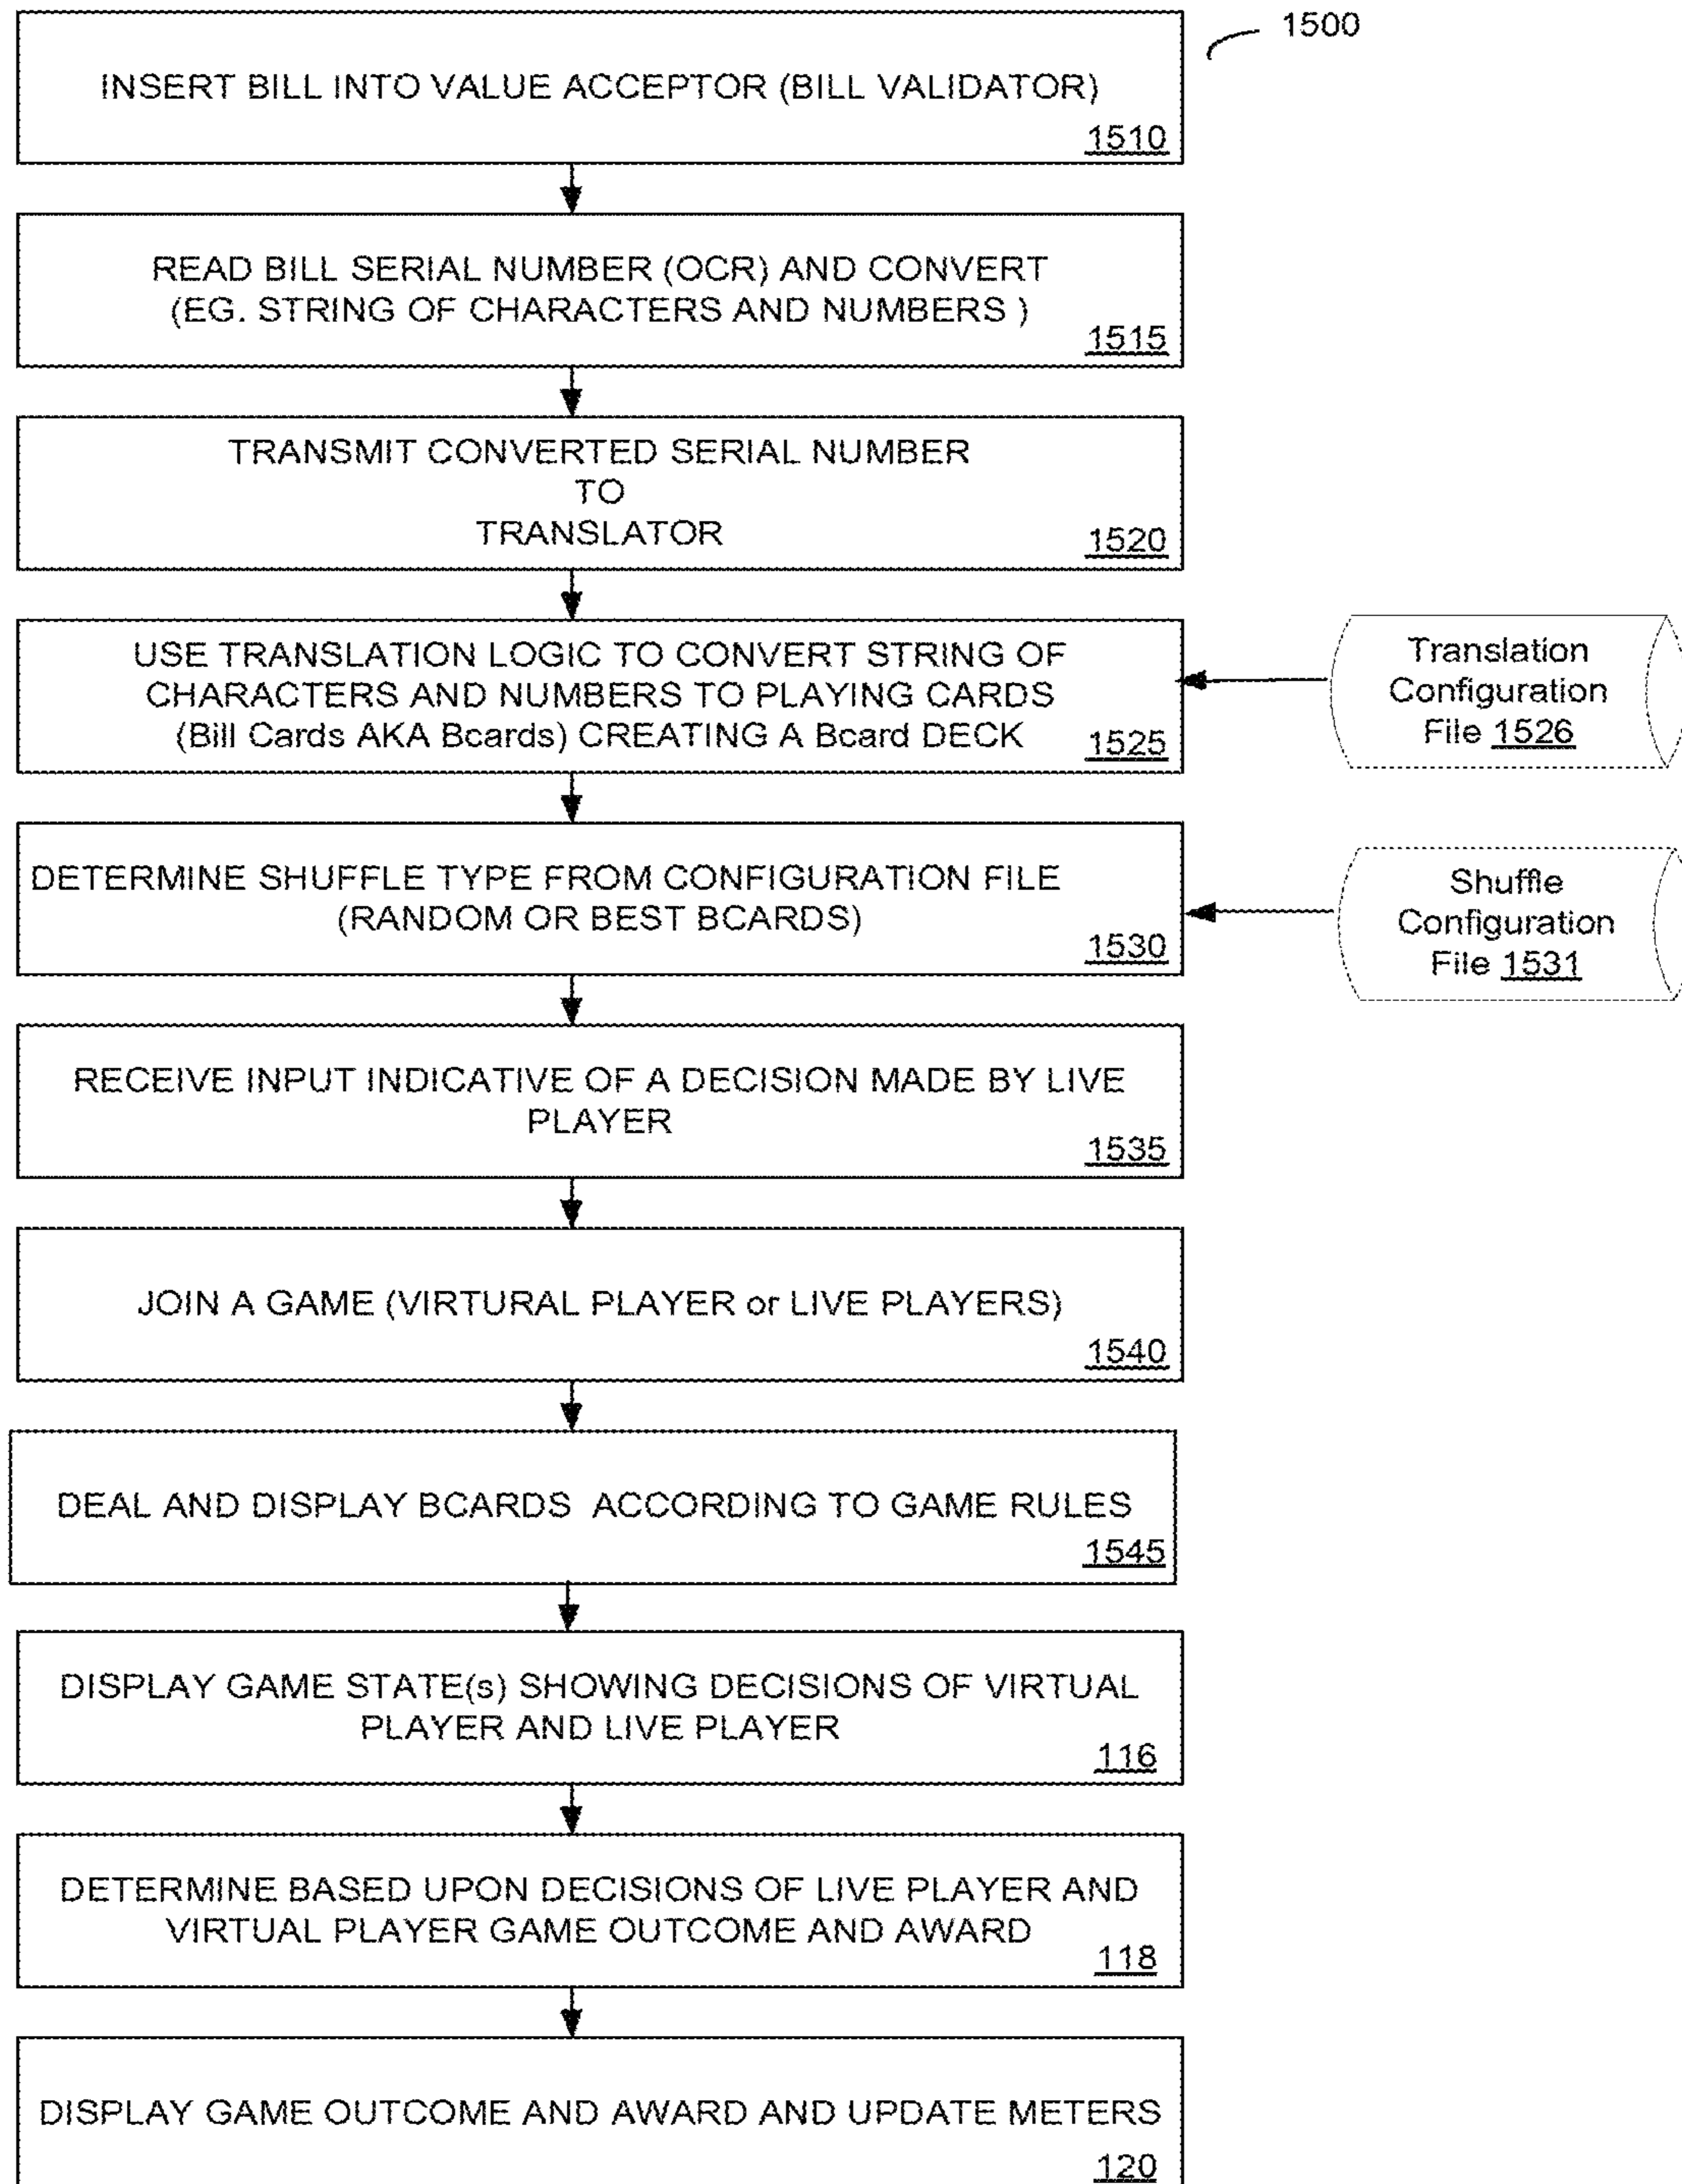 1500
INSERT BILL INTO VALUE ACCEPTOR (BILL VALIDATOR)
1510
READ BILL SERIAL NUMBER (OCR) AND CONVERT
(EG. STRING OF CHARACTERS AND NUMBERS )
1515
TRANSMIT CONVERTED SERIAL NUMBER
TO
TRANSLATOR
1520
USE TRANSLATION LOGIC TO CONVERT STRING OF
CHARACTERS AND NUMBERS TO PLAYING CARDS
(Bill Cards AKA Bcards) CREATING A Bcard DECK
1525
Translation
Configuration
File 1526
DETERMINE SHUFFLE TYPE FROM CONFIGURATION FILE
(RANDOM OR BEST BCARDS)
1530
Shuffle
Configuration
File 1531
RECEIVE INPUT INDICATIVE OF A DECISION MADE BY LIVE
PLAYER
1535
JOIN A GAME (VIRTURAL PLAYER or LIVE PLAYERS)
1540
DEAL AND DISPLAY BCARDS ACCORDING TO GAME RULES
1545
DISPLAY GAME STATE(s) SHOWING DECISIONS OF VIRTUAL
PLAYER AND LIVE PLAYER
116
DETERMINE BASED UPON DECISIONS OF LIVE PLAYER AND
VIRTUAL PLAYER GAME OUTCOME AND AWARD
118
DISPLAY GAME OUTCOME AND AWARD AND UPDATE METERS
120